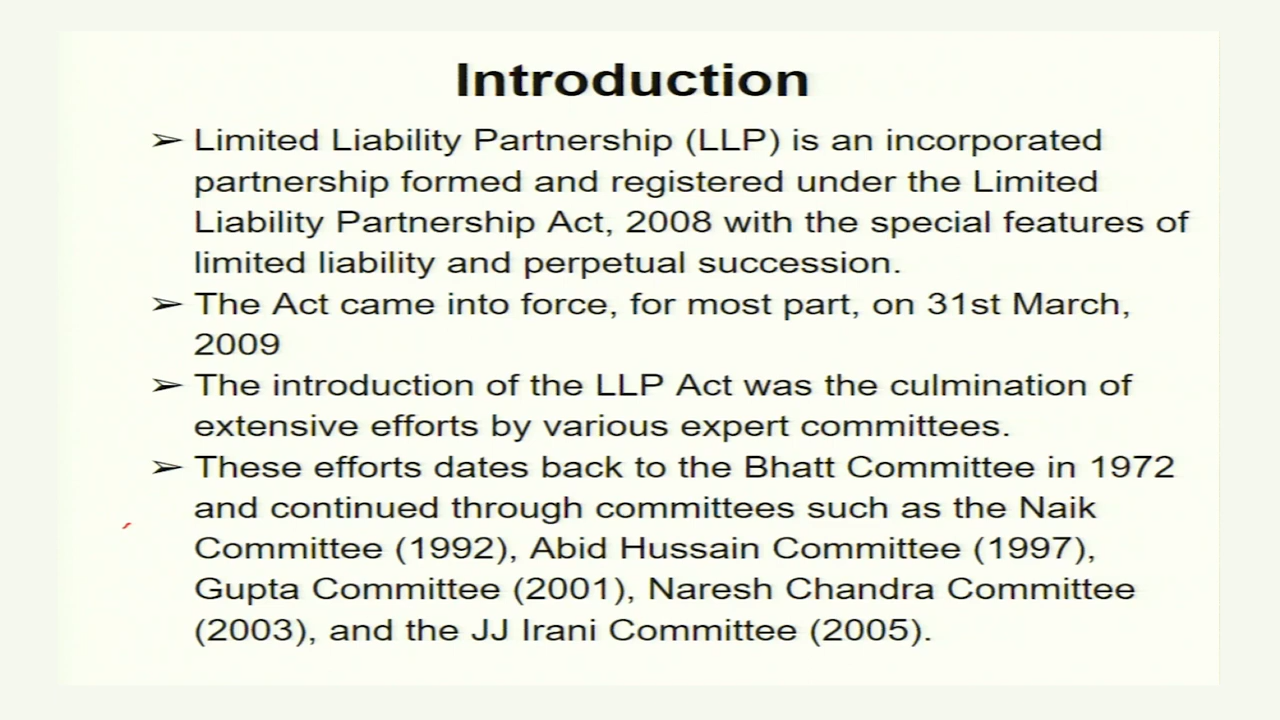 Introduction
➢ Limited Liability Partnership (LLP) is an incorporated
partnership formed and registered under the Limited
Liability Partnership Act, 2008 with the special features of
limited liability and perpetual succession.
➢ The Act came into force, for most part, on 31st March,
2009
➢ The introduction of the LLP Act was the culmination of
extensive efforts by various expert committees.
➢ These efforts dates back to the Bhatt Committee in 1972
and continued through committees such as the Naik
Committee (1992), Abid Hussain Committee (1997),
Gupta Committee (2001), Naresh Chandra Committee
(2003), and the JJ Irani Committee (2005).